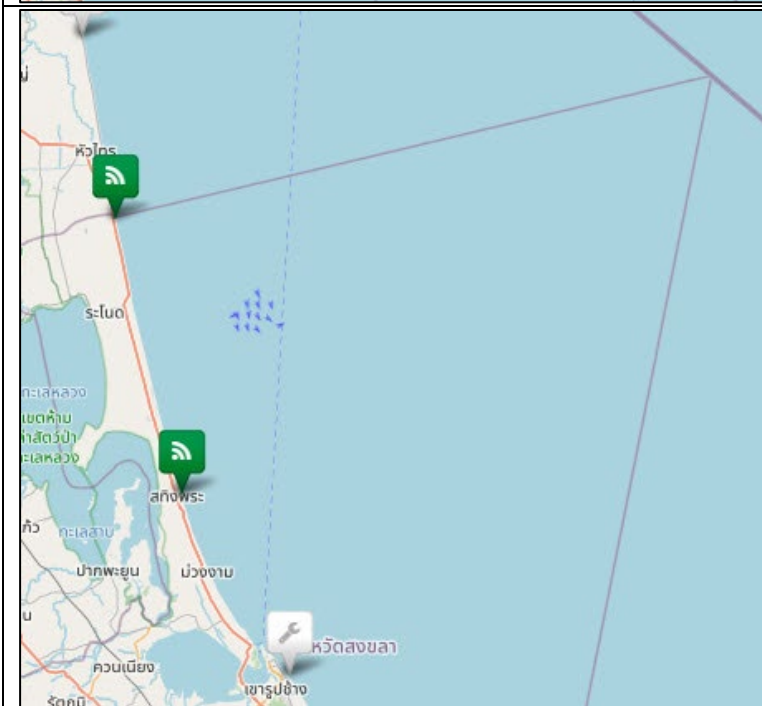 หัวไทร
ระโนด
ทะเลหลวง
เขตห้าม
ล่าสัตว์ป่า
ทะเลหลวง
สทิงพระ
ทะเลสาบ
ปากพะยูน
ม่วงงาม
หวัดสงขลา
ควนเนียง
เขารูปช้าง
รัตภูมิ